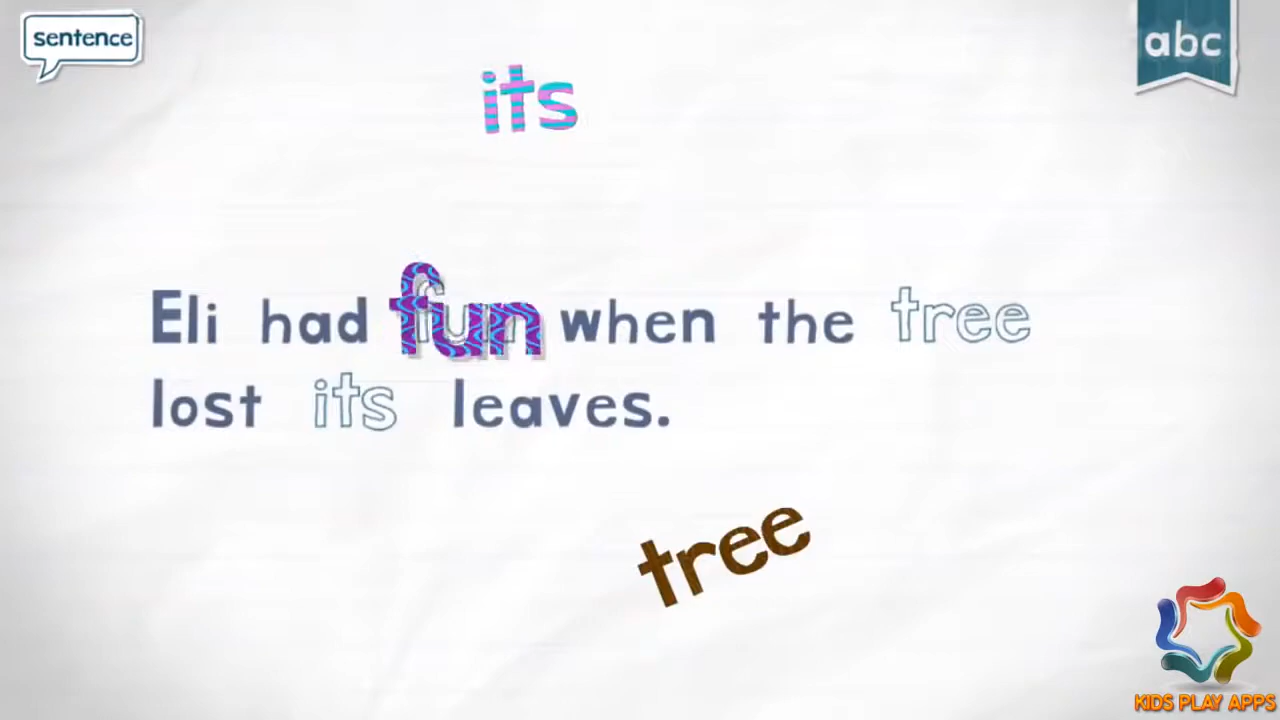 sentence
abc
its
Eli had fun when the tree
lost its leaves.
tree
KIDS PLAY APPS